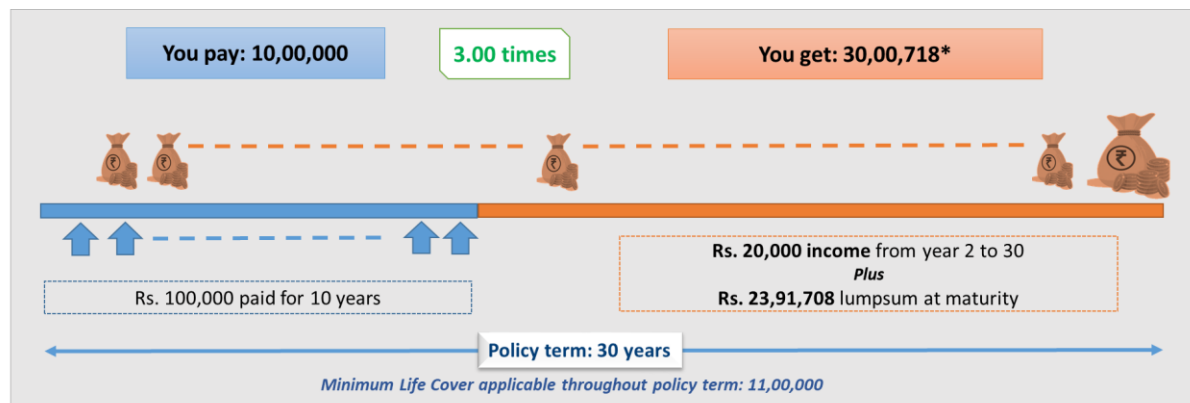 You pay: 10,00,000
3.00 times
You get: 30,00,718*
₹
₹
₹
₹
₹
Rs. 100,000 paid for 10 years
Rs. 20,000 income from year 2 to 30
Plus
Rs. 23,91,708 lumpsum at maturity
Policy term: 30 years
Minimum Life Cover applicable throughout policy term: 11,00,000